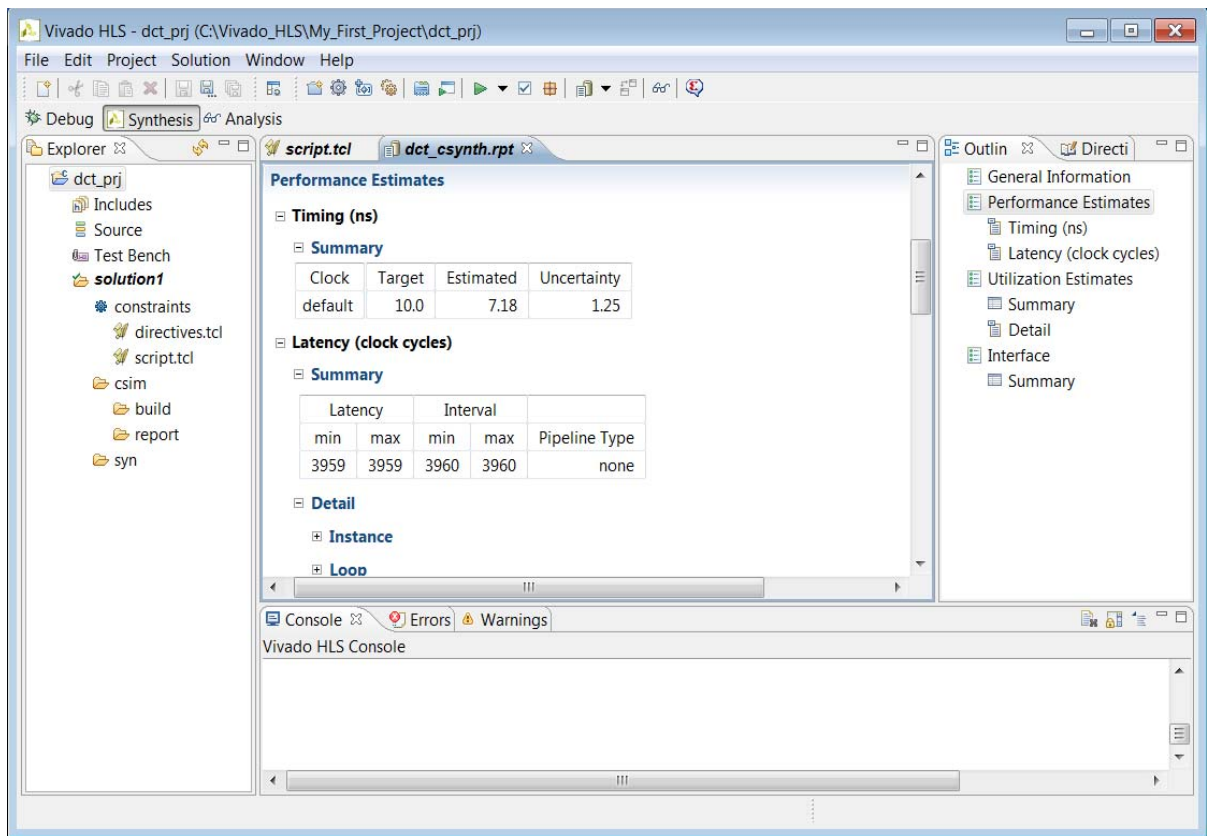 Vivado HLS - dct_prj (C:\Vivado_HLS\My_First_Project\dct_prj)
File Edit Project Solution Window Help
Debug Synthesis Analysis
Explorer
dct_prj
Includes
Source
Test Bench
solution1
constraints
directives.tcl
script.tcl
csim
build
report
syn
script.tcl dct_csynth.rpt
Performance Estimates
Timing (ns)
Summary
Clock Target Estimated Uncertainty
default 10.0 7.18 1.25
Latency (clock cycles)
Summary
Latency Interval
min max min max Pipeline Type
3959 3959 3960 3960 none
Detail
Instance
Loop
Outlin Directi
General Information
Performance Estimates
Timing (ns)
Latency (clock cycles)
Utilization Estimates
Summary
Detail
Interface
Summary
Console Errors Warnings
Vivado HLS Console